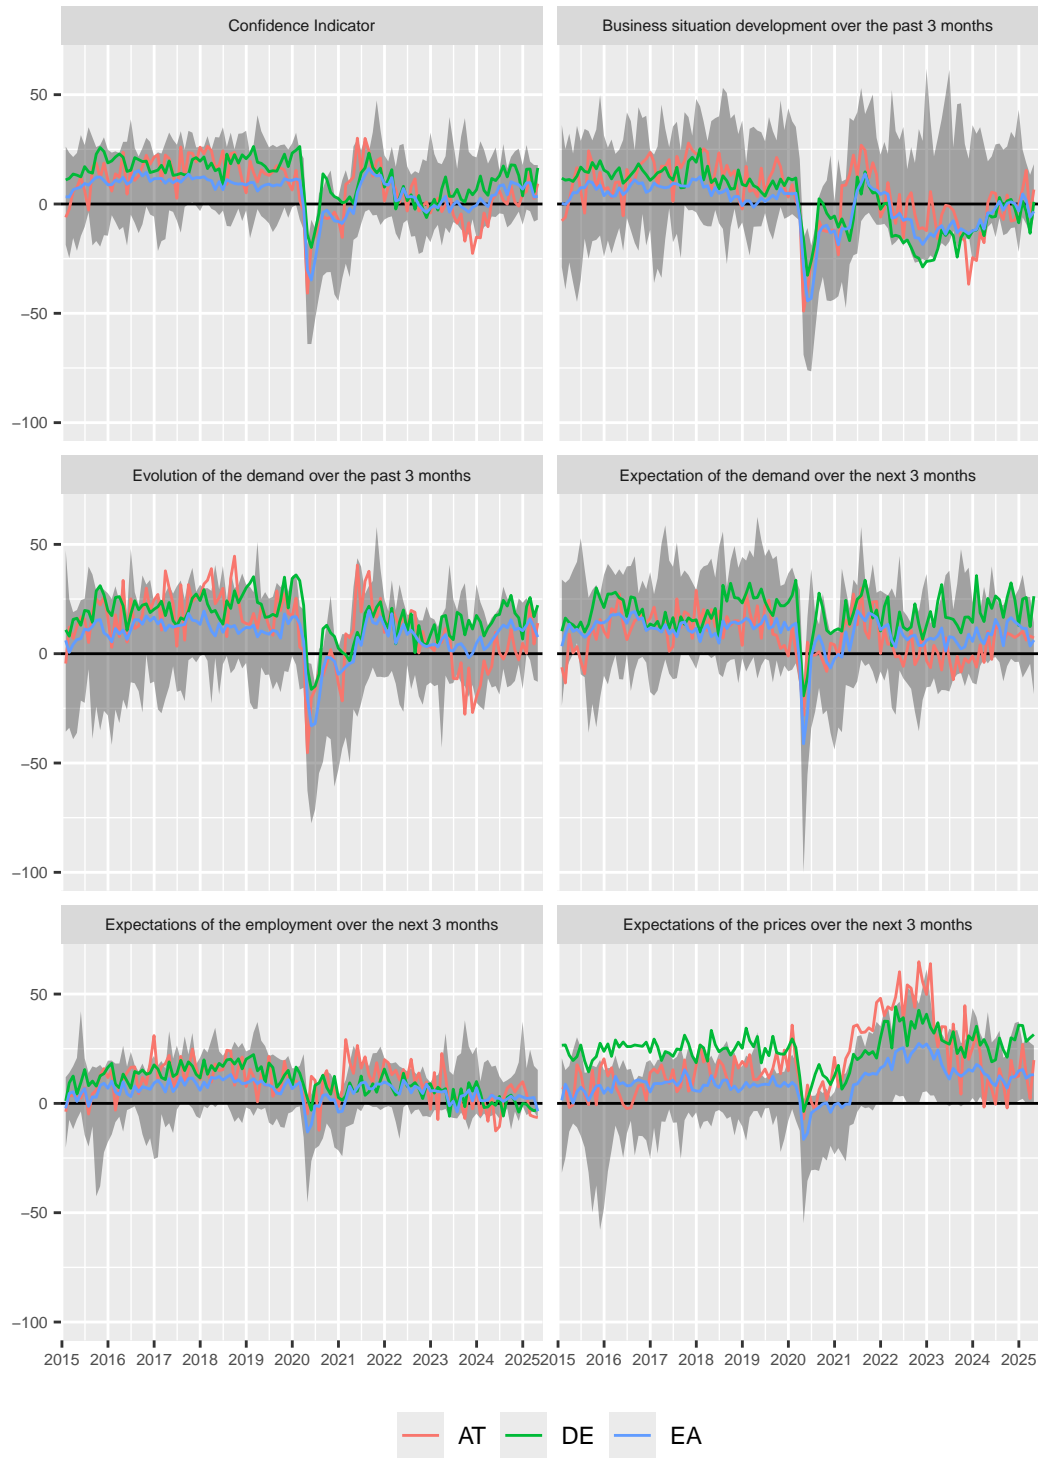 Confidence Indicator
Business situation development over the past 3 months
50
0
−50
−100
Evolution of the demand over the past 3 months
Expectation of the demand over the next 3 months
50
0
−50
−100
Expectations of the employment over the next 3 months
Expectations of the prices over the next 3 months
50
0
−50
−100
2015 2016 2017 2018 2019 2020 2021 2022 2023 2024 2025
2015 2016 2017 2018 2019 2020 2021 2022 2023 2024 2025
AT DE EA